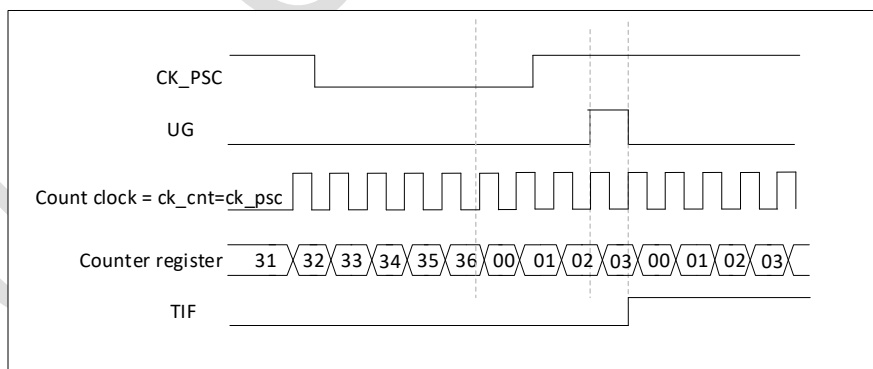 CK_PSC
UG
Count clock = ck_cnt=ck_psc
Counter register 31 32 33 34 35 36 00 01 02 03 00 01 02 03
TIF